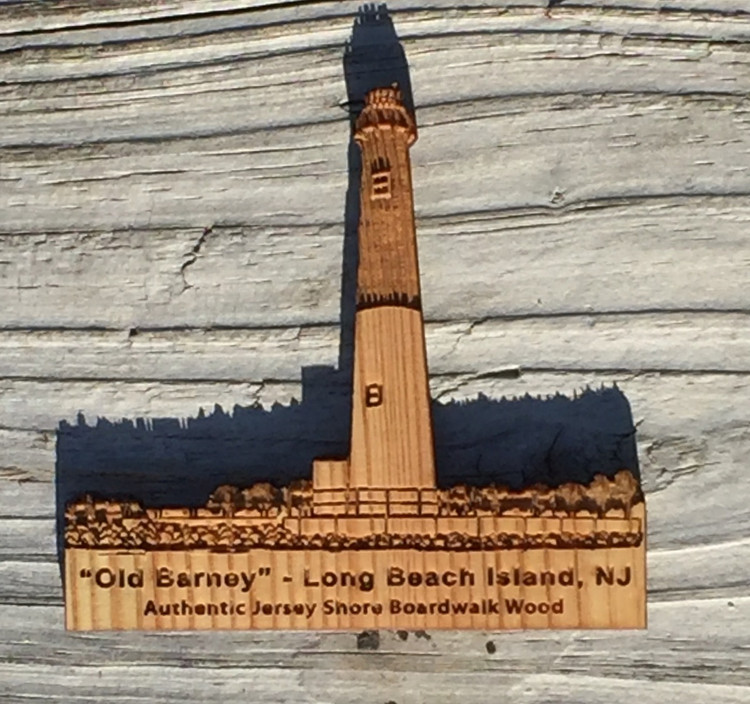 “Old Barney” - Long Beach Island, NJ
Authentic Jersey Shore Boardwalk Wood